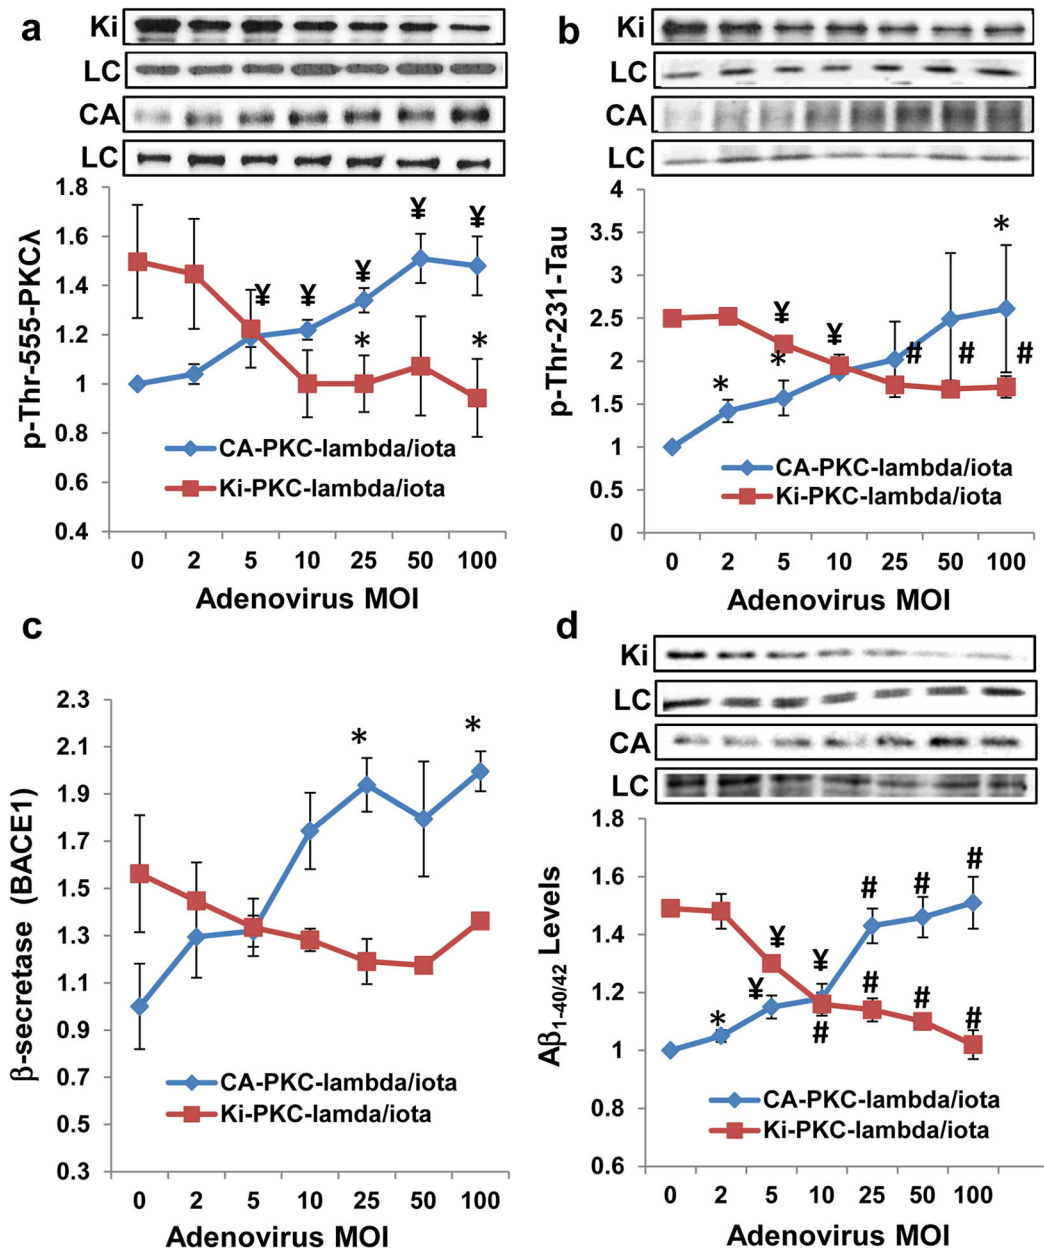 a
Ki
LC
CA
LC
p-Thr-555-PKCλ
1.8
1.6
1.4
1.2
1
0.8
0.6
0.4
¥ ¥ ¥ ¥ ¥
* *
CA-PKC-lambda/iota
Ki-PKC-lambda/iota
0 2 5 10 25 50 100
Adenovirus MOI
b
Ki
LC
CA
LC
p-Thr-231-Tau
4
3.5
3
2.5
2
1.5
1
0.5
0
* * ¥ ¥ *
# # #
CA-PKC-lambda/iota
Ki-PKC-lambda/iota
0 2 5 10 25 50 100
Adenovirus MOI
c
β-secretase (BACE1)
2.3
2.1
1.9
1.7
1.5
1.3
1.1
0.9
0.7
0.5
0.3
* *
CA-PKC-lambda/iota
Ki-PKC-lamda/iota
0 2 5 10 25 50 100
Adenovirus MOI
d
Ki
LC
CA
LC
Aβ1-40/42 Levels
1.8
1.6
1.4
1.2
1
0.8
0.6
* ¥ ¥ ¥ # # #
# # # #
CA-PKC-lambda/iota
Ki-PKC-lambda/iota
0 2 5 10 25 50 100
Adenovirus MOI